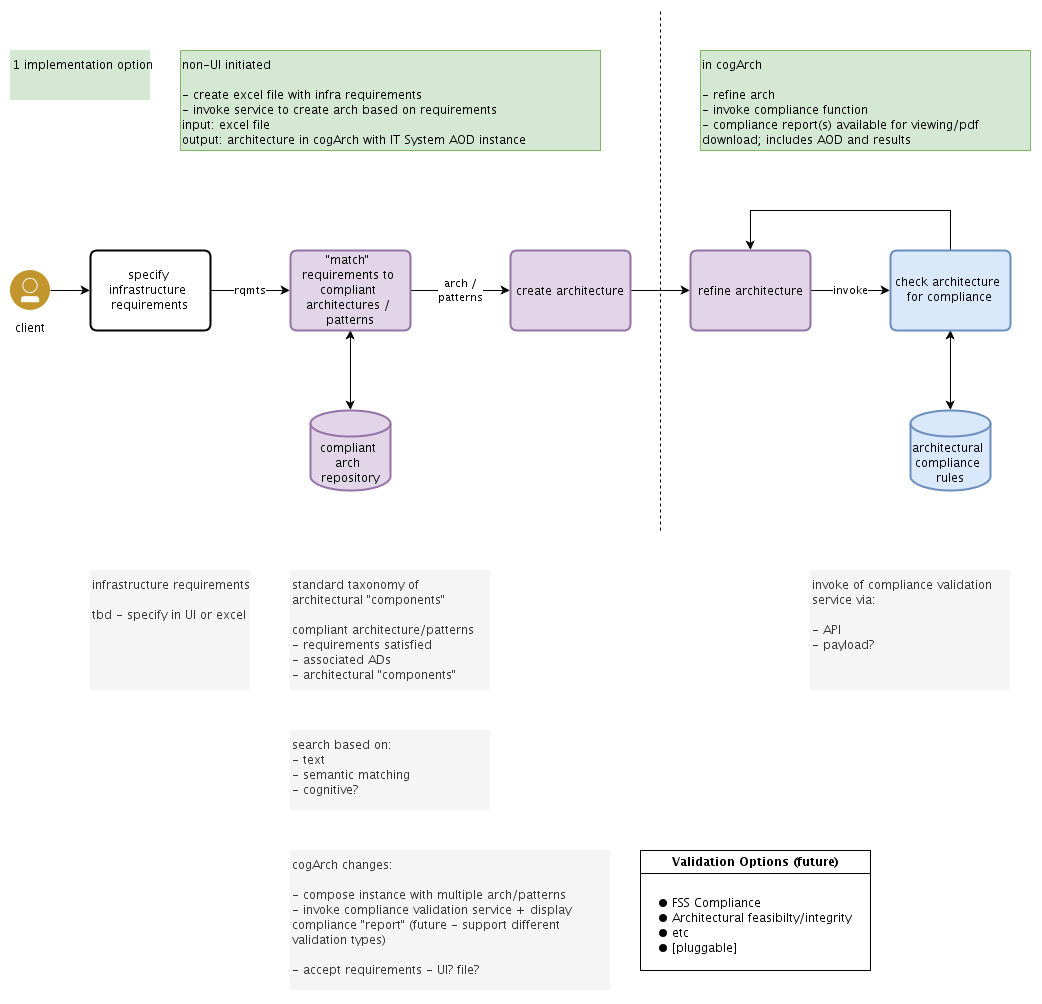 1 implementation option
non-UI initiated
- create excel file with infra requirements
- invoke service to create arch based on requirements
input: excel file
output: architecture in cogArch with IT System AOD instance
in cogArch
- refine arch
- invoke compliance function
- compliance report(s) available for viewing/pdf
download; includes AOD and results
client
specify
infrastructure
requirements
rqmts
"match"
requirements to
compliant
architectures /
patterns
arch /
patterns
create architecture
refine architecture
invoke
check architecture
for compliance
compliant
arch
repository
architectural
compliance
rules
infrastructure requirements
tbd - specify in UI or excel
standard taxonomy of
architectural "components"
compliant architecture/patterns
- requirements satisfied
- associated ADs
- architectural "components"
invoke of compliance validation
service via:
- API
- payload?
search based on:
- text
- semantic matching
- cognitive?
cogArch changes:
- compose instance with multiple arch/patterns
- invoke compliance validation service + display
compliance "report" (future - support different
validation types)
- accept requirements - UI? file?
Validation Options (future)
● FSS Compliance
● Architectural feasibilty/integrity
● etc
● [pluggable]